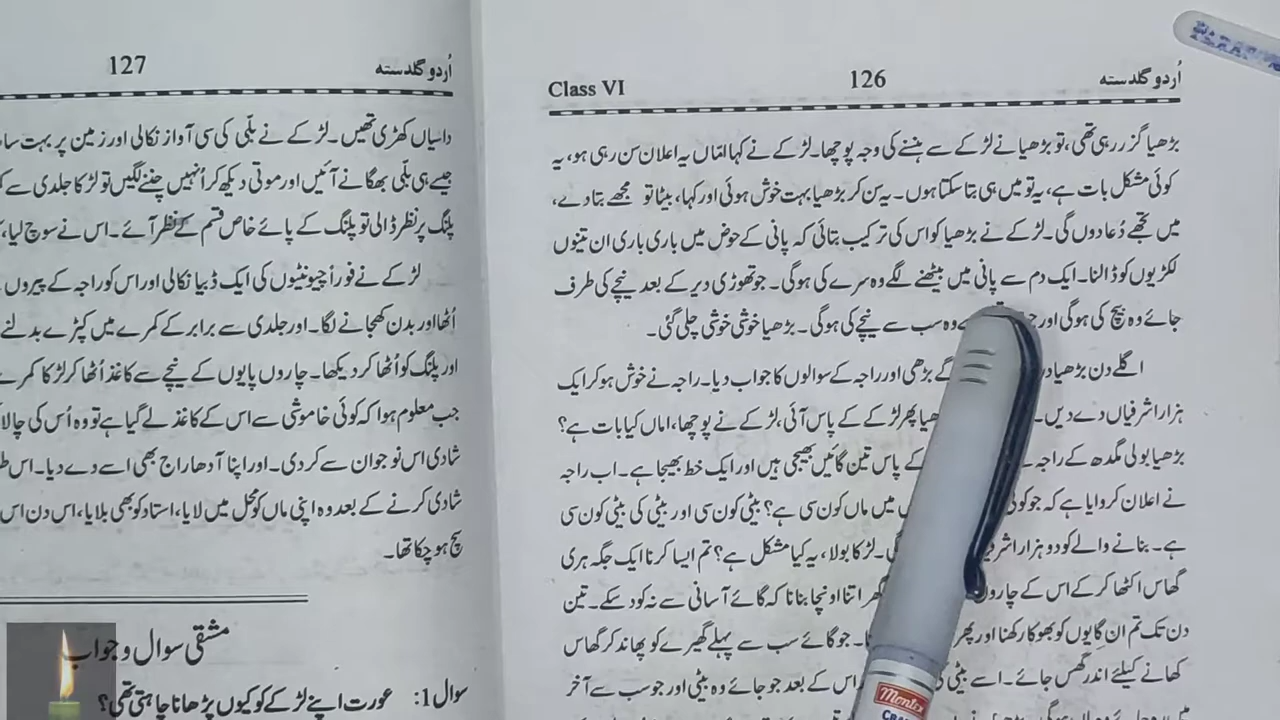 اُردو گلدستہ 126 Class VI
بڑھیا گزر رہی تھی، تو بڑھیا نے لڑکے سے ہنسنے کی وجہ پوچھا۔ لڑکے نے کہا امّاں یہ اعلان سن رہی ہو، یہ
کوئی مشکل بات ہے، یہ تو میں ہی بتا سکتا ہوں۔ یہ سن کر بڑھیا بہت خوش ہوئی اور کہا، بیٹا تو مجھے بتا دے،
میں تجھے دُعا دوں گی۔ لڑکے نے بڑھیا کو اس کی ترکیب بتائی کہ پانی کے حوض میں باری باری ان تینوں
لکڑیوں کو ڈالنا۔ ایک دم سے پانی میں بیٹھنے لگے وہ سرے کی ہوگی۔ جو تھوڑی دیر کے بعد نیچے کی طرف
جائے وہ بیچ کی ہوگی اور وہ سب سے نیچے کی ہوگی۔ بڑھیا خوشی خوشی چلی گئی۔
اگلے دن بڑھیا گے بڑھی اور راجہ کے سوالوں کا جواب دیا۔ راجہ نے خوش ہو کر ایک
ہزار اشرفیاں دے دیں۔ ھیا پھر لڑکے کے پاس آئی، لڑکے نے پوچھا، اماں کیا بات ہے؟
بڑھیا بولی مگدھ کے راجہ کے پاس تین گائیں بھیجی ہیں اور ایک خط بھیجا ہے۔ اب راجہ
نے اعلان کروایا ہے کہ جو کوئی میں ماں کون سی ہے؟ بیٹی کون سی اور بیٹی کی بیٹی کون سی
ہے۔ بتانے والے کو دو ہزار اشرفی گی۔ لڑکا بولا، یہ کیا مشکل ہے؟ تم ایسا کرنا ایک جگہ ہری
گھاس اکٹھا کر کے اس کے چاروں گھر اتنا اونچا بنانا کہ گائے آسانی سے نہ کود سکے۔ تین
دن تک تم ان گایوں کو بھوکا رکھنا اور پھر جو گائے سب سے پہلے گھیرے کو پھاند کر گھاس
کھانے کیلئے اندر گھس جائے۔ اسے بیٹی کی اس کے بعد جو جائے وہ بیٹی اور جو سب سے آخر
اُردو گلدستہ 127
داسیاں کھڑی تھیں۔ لڑکے نے بلّی کی سی آواز نکالی اور زمین پر بہت سا
جیسے ہی بلّی بھگانے آئیں اور موتی دیکھ کر اُنہیں چننے لگیں تو لڑکا جلدی سے
پلنگ پر نظر ڈالی تو پلنگ کے پائے خاص قسم کے نظر آئے۔ اس نے سوچ لیا،
لڑکے نے فوراً چیونٹیوں کی ایک ڈبیا نکالی اور اس کو راجہ کے پیروں
اُٹھا اور بدن کھجانے لگا۔ اور جلدی سے برابر کے کمرے میں کپڑے بدلنے
اور پلنگ کو اُٹھا کر دیکھا۔ چاروں پایوں کے نیچے سے کاغذ اُٹھا کر لڑکا کمر
جب معلوم ہوا کہ کوئی خاموشی سے اس کے کاغذ لے گیا ہے تو وہ اُس کی چالا
شادی اس نوجوان سے کر دی۔ اور اپنا آدھا راج بھی اسے دے دیا۔ اس
شادی کرنے کے بعد وہ اپنی ماں کو محل میں لایا، استاد کو بھی بلایا، اس دن اس
سچ ہو چکا تھا۔
مشقی سوال و جواب
سوال 1: عورت اپنے لڑکے کو کیوں پڑھانا چاہتی تھی؟
Montex